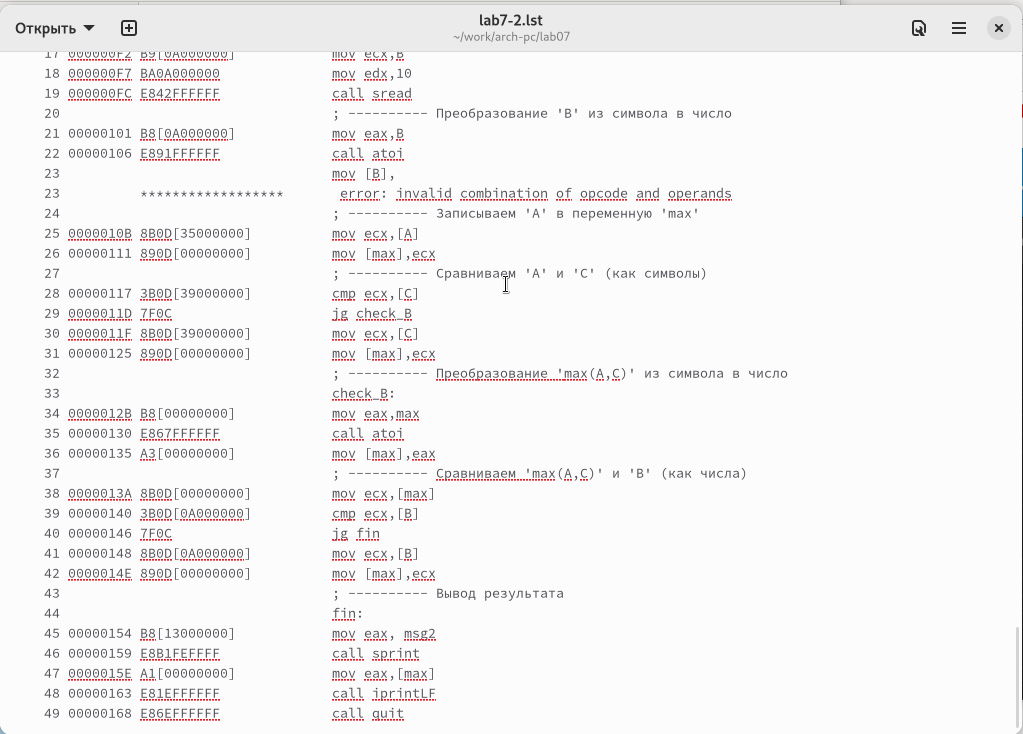 Открыть
lab7-2.lst
~/work/arch-pc/lab07
17 000000F2 B9[0A000000] mov ecx,B
18 000000F7 BA0A000000 mov edx,10
19 000000FC E842FFFFFF call sread
20 ; ---------- Преобразование 'B' из символа в число
21 00000101 B8[0A000000] mov eax,B
22 00000106 E891FFFFFF call atoi
23 mov [B],
23 ****************** error: invalid combination of opcode and operands
24 ; ---------- Записываем 'A' в переменную 'max'
25 0000010B 8B0D[35000000] mov ecx,[A]
26 00000111 890D[00000000] mov [max],ecx
27 ; ---------- Сравниваем 'A' и 'С' (как символы)
28 00000117 3B0D[39000000] cmp ecx,[C]
29 0000011D 7F0C jg check_B
30 0000011F 8B0D[39000000] mov ecx,[C]
31 00000125 890D[00000000] mov [max],ecx
32 ; ---------- Преобразование 'max(A,C)' из символа в число
33 check_B:
34 0000012B B8[00000000] mov eax,max
35 00000130 E867FFFFFF call atoi
36 00000135 A3[00000000] mov [max],eax
37 ; ---------- Сравниваем 'max(A,C)' и 'B' (как числа)
38 0000013A 8B0D[00000000] mov ecx,[max]
39 00000140 3B0D[0A000000] cmp ecx,[B]
40 00000146 7F0C jg fin
41 00000148 8B0D[0A000000] mov ecx,[B]
42 0000014E 890D[00000000] mov [max],ecx
43 ; ---------- Вывод результата
44 fin:
45 00000154 B8[13000000] mov eax, msg2
46 00000159 E8B1FEFFFF call sprint
47 0000015E A1[00000000] mov eax,[max]
48 00000163 E81EFFFFFF call iprintLF
49 00000168 E86EFFFFFF call quit